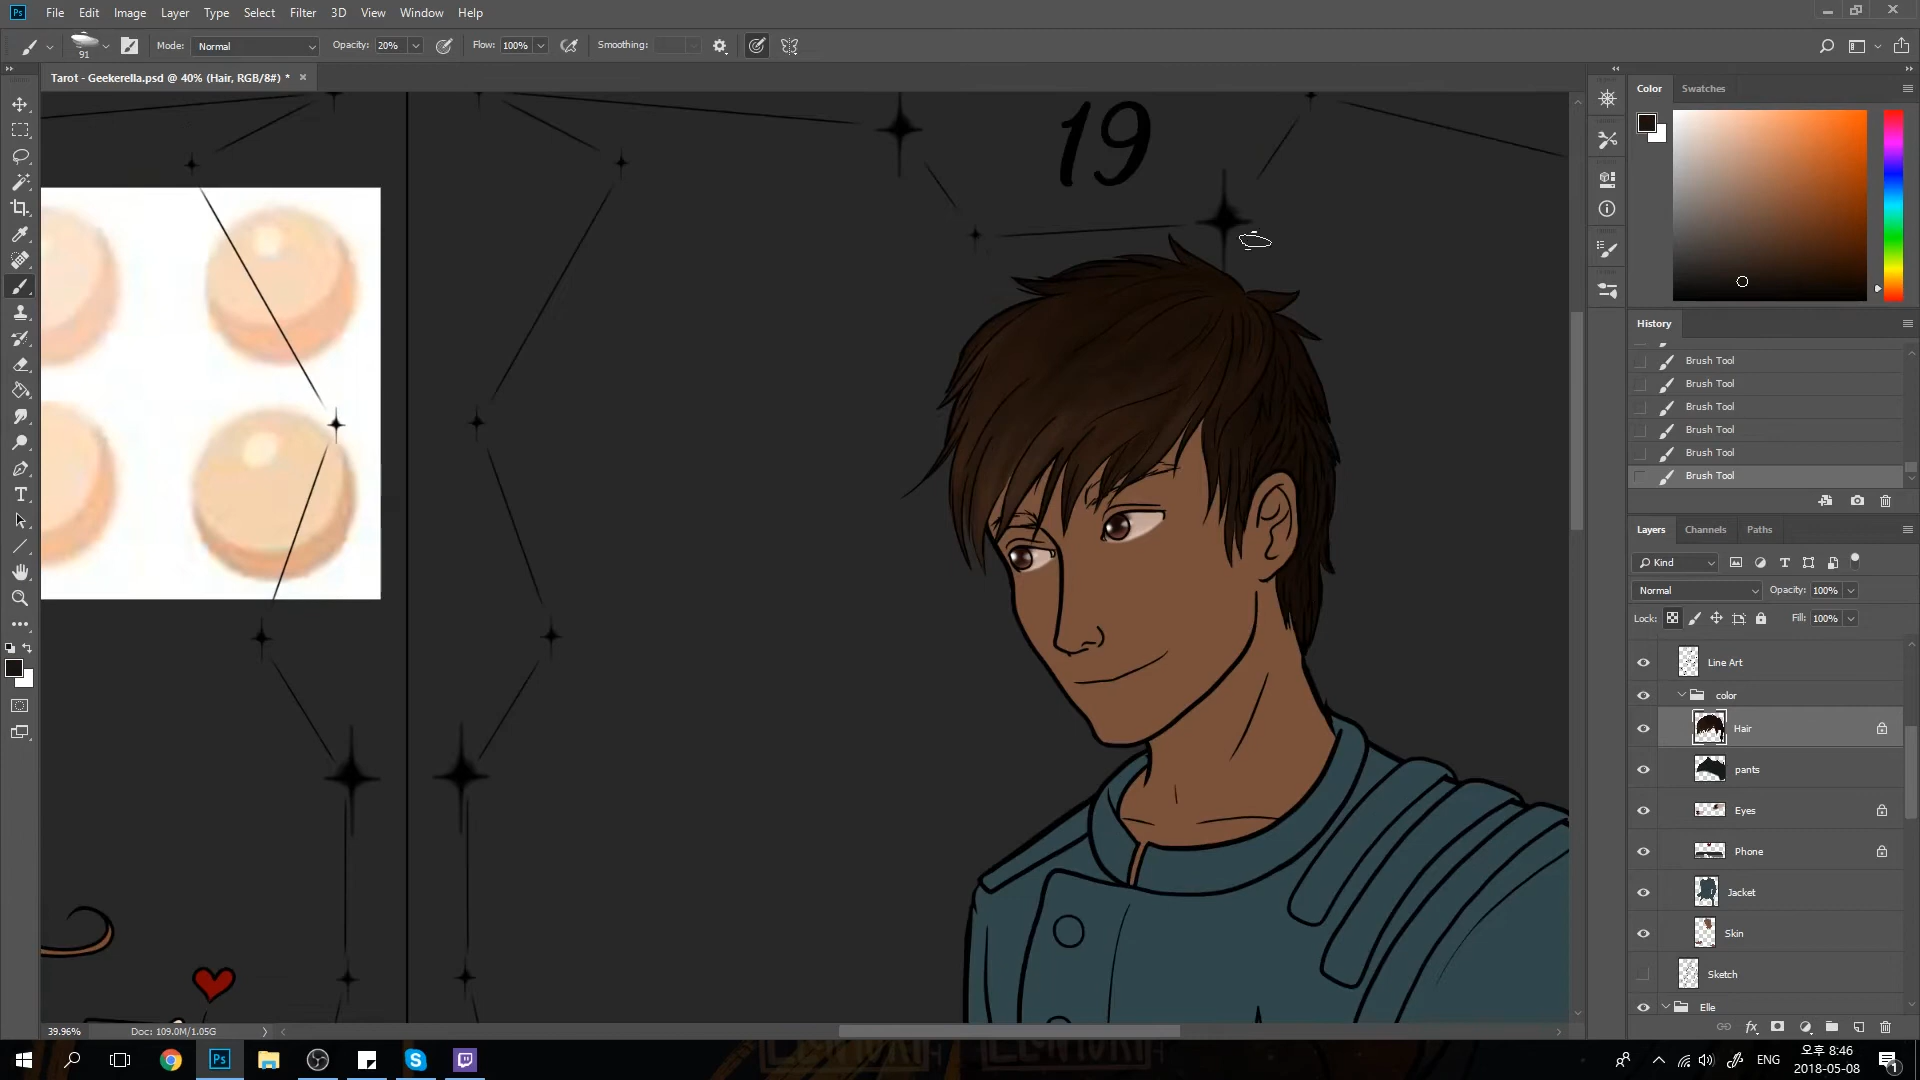 Ps File Edit Image Layer Type Select Filter 3D View Window Help
91 Mode: Normal Opacity: 20% Flow: 100% Smoothing:
Tarot - Geekerella.psd @ 40% (Hair, RGB/8#) * ×
19
Color Swatches
History
Brush Tool
Brush Tool
Brush Tool
Brush Tool
Brush Tool
Brush Tool
Layers Channels Paths
Kind
Normal Opacity: 100%
Lock: Fill: 100%
Line Art
color
Hair
pants
Eyes
Phone
Jacket
Skin
Sketch
Elle
39.96% Doc: 109.0M/1.05G
Ps ENG 오후 8:46
2018-05-08
1